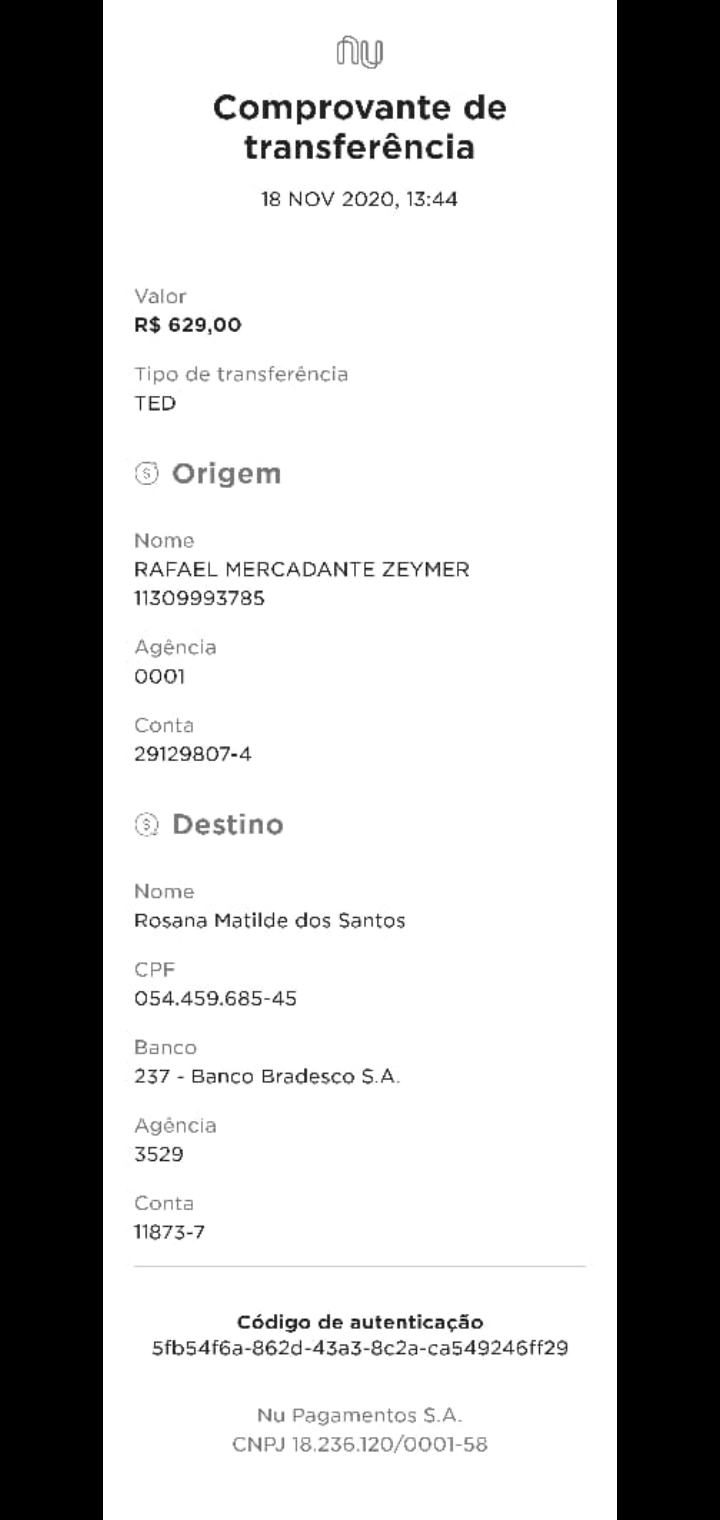 nu
Comprovante de
transferência
18 NOV 2020, 13:44
Valor
R$ 629,00
Tipo de transferência
TED
Origem
Nome
RAFAEL MERCADANTE ZEYMER
11309993785
Agência
0001
Conta
29129807-4
Destino
Nome
Rosana Matilde dos Santos
CPF
054.459.685-45
Banco
237 - Banco Bradesco S.A.
Agência
3529
Conta
11873-7
Código de autenticação
5fb54f6a-862d-43a3-8c2a-ca549246ff29
Nu Pagamentos S.A.
CNPJ 18.236.120/0001-58